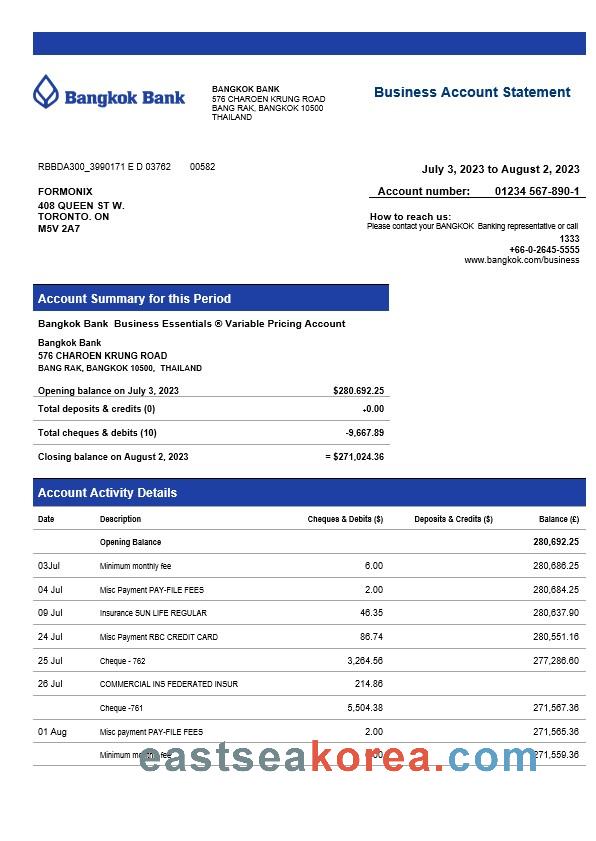 Bangkok Bank
BANGKOK BANK
576 CHAROEN KRUNG ROAD
BANG RAK, BANGKOK 10500
THAILAND
Business Account Statement
RBBDA300_3990171 E D 03762 00582
July 3, 2023 to August 2, 2023
FORMONIX
408 QUEEN ST W.
TORONTO. ON
M5V 2A7
Account number: 01234 567-890-1
How to reach us:
Please contact your BANGKOK Banking representative or call
1333
+66-0-2645-5555
www.bangkok.com/business
Account Summary for this Period
Bangkok Bank Business Essentials ® Variable Pricing Account
Bangkok Bank
576 CHAROEN KRUNG ROAD
BANG RAK, BANGKOK 10500, THAILAND
Opening balance on July 3, 2023 $280.692.25
Total deposits & credits (0) -0.00
Total cheques & debits (10) -9,667.89
Closing balance on August 2, 2023 = $271,024.36
Account Activity Details
Date Description Cheques & Debits ($) Deposits & Credits ($) Balance (£)
Opening Balance 280,692.25
03Jul Minimum monthly fee 6.00 280,686.25
04 Jul Misc Payment PAY-FILE FEES 2.00 280,684.25
09 Jul Insurance SUN LIFE REGULAR 46.35 280,637.90
24 Jul Misc Payment RBC CREDIT CARD 86.74 280,551.16
25 Jul Cheque - 762 3,264.56 277,286.60
26 Jul COMMERCIAL INS FEDERATED INSUR 214.86
Cheque -761 5,504.38 271,567.36
01 Aug Misc payment PAY-FILE FEES 2.00 271,565.36
Minimum monthly fee 271,559.36
eastseakorea.com